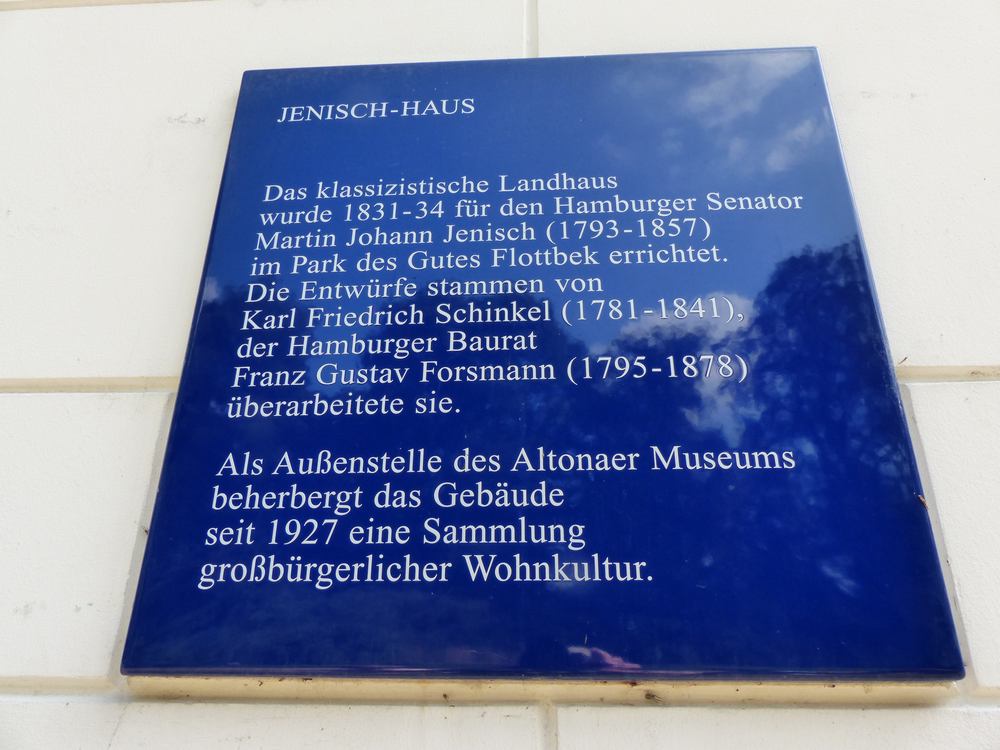 JENISCH-HAUS
Das klassizistische Landhaus
wurde 1831-34 für den Hamburger Senator
Martin Johann Jenisch (1793-1857)
im Park des Gutes Flottbek errichtet.
Die Entwürfe stammen von
Karl Friedrich Schinkel (1781-1841),
der Hamburger Baurat
Franz Gustav Forsmann (1795-1878)
überarbeitete sie.
Als Außenstelle des Altonaer Museums
beherbergt das Gebäude
seit 1927 eine Sammlung
großbürgerlicher Wohnkultur.